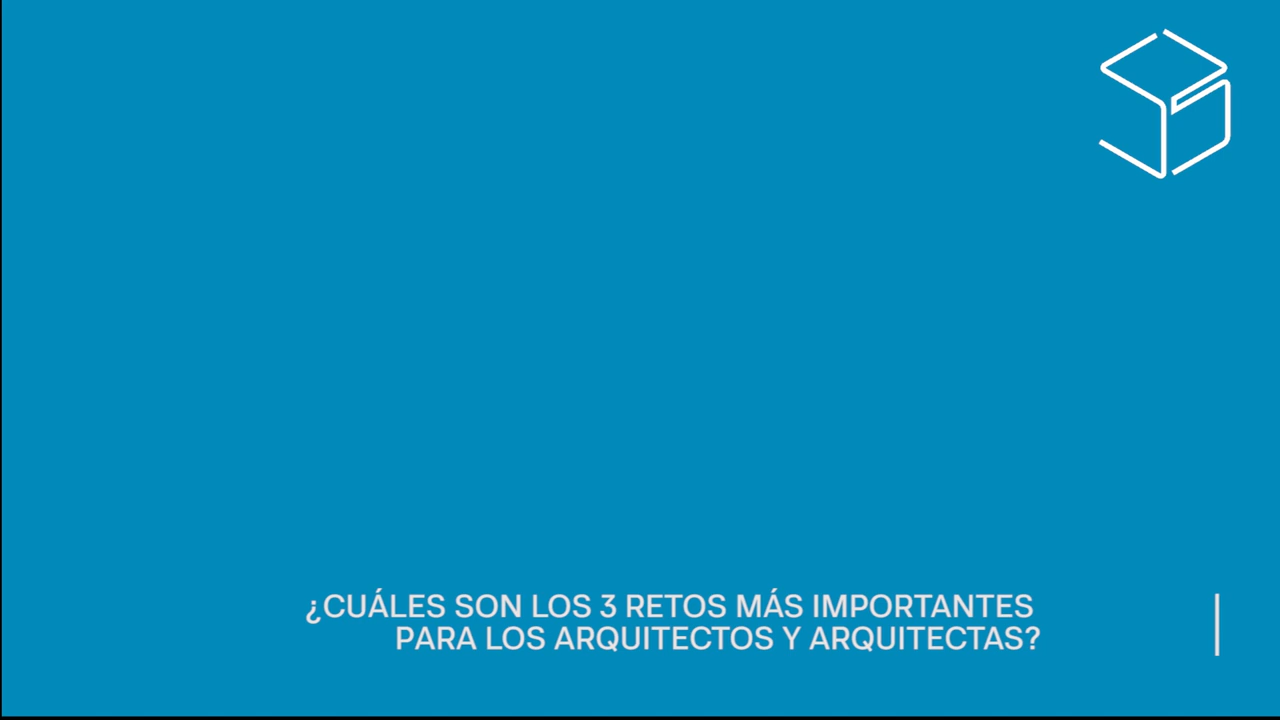 ¿CUÁLES SON LOS 3 RETOS MÁS IMPORTANTES
PARA LOS ARQUITECTOS Y ARQUITECTAS?